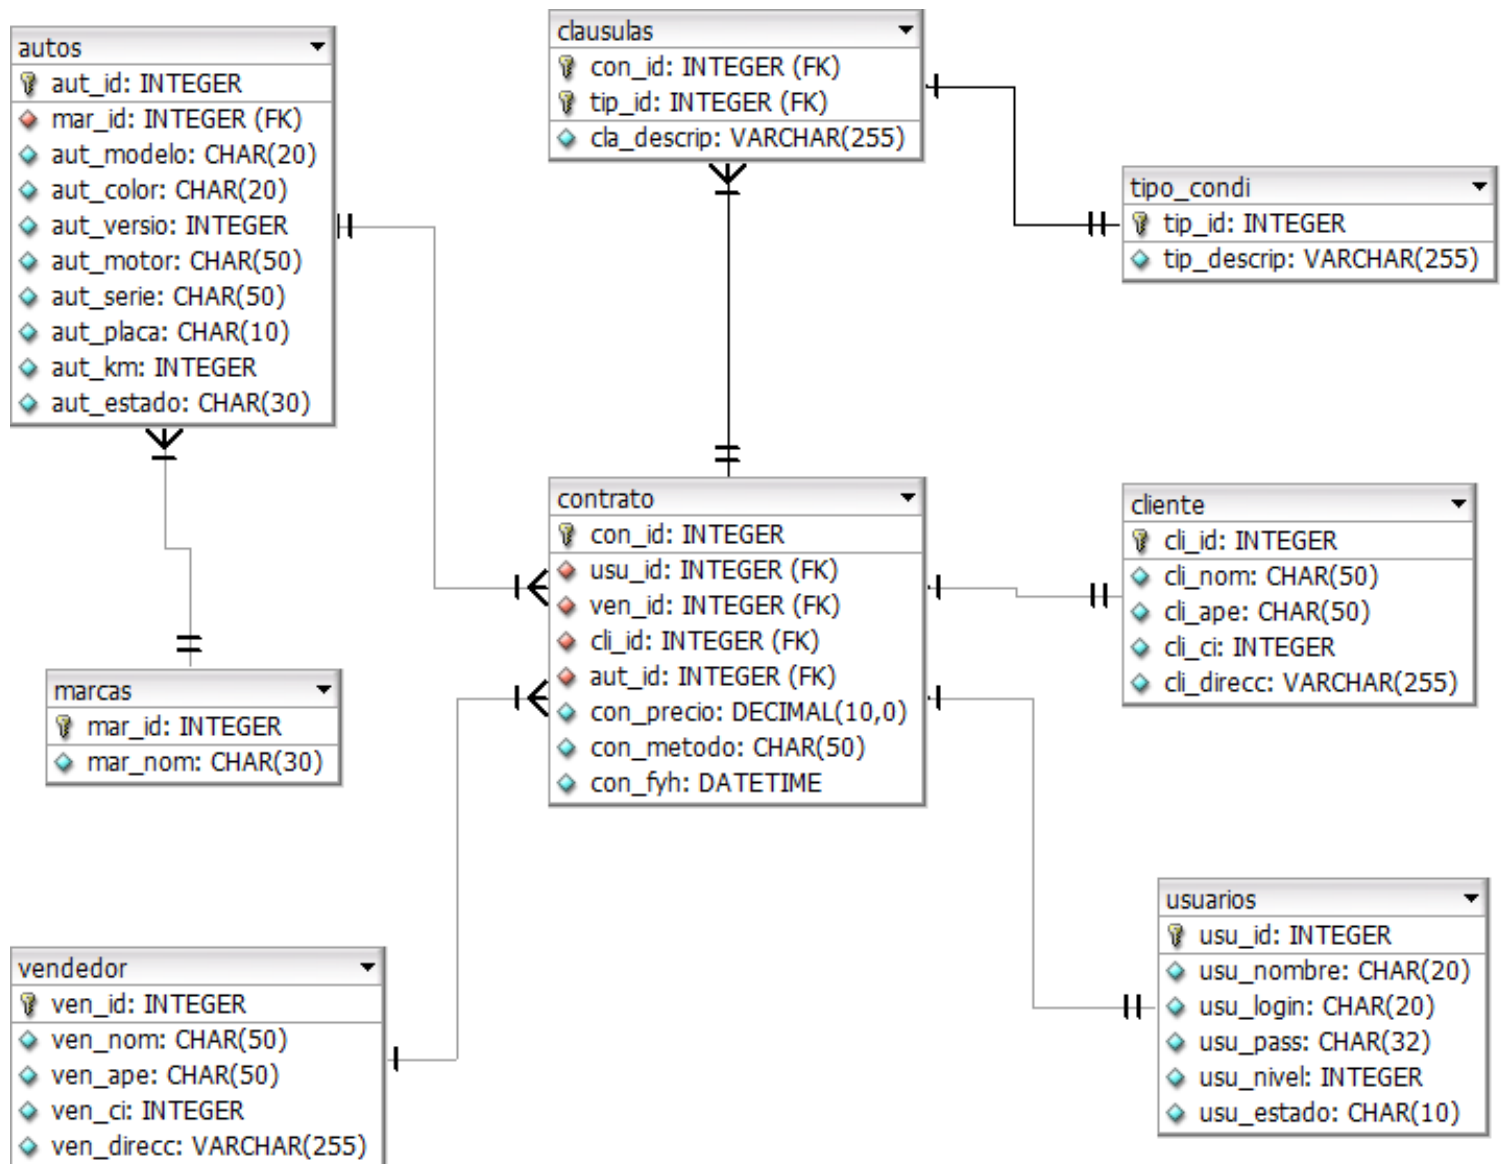 autos
aut_id: INTEGER
mar_id: INTEGER (FK)
aut_modelo: CHAR(20)
aut_color: CHAR(20)
aut_versio: INTEGER
aut_motor: CHAR(50)
aut_serie: CHAR(50)
aut_placa: CHAR(10)
aut_km: INTEGER
aut_estado: CHAR(30)
clausulas
con_id: INTEGER (FK)
tip_id: INTEGER (FK)
cla_descrip: VARCHAR(255)
tipo_condi
tip_id: INTEGER
tip_descrip: VARCHAR(255)
contrato
con_id: INTEGER
usu_id: INTEGER (FK)
ven_id: INTEGER (FK)
cli_id: INTEGER (FK)
aut_id: INTEGER (FK)
con_precio: DECIMAL(10,0)
con_metodo: CHAR(50)
con_fyh: DATETIME
cliente
cli_id: INTEGER
cli_nom: CHAR(50)
cli_ape: CHAR(50)
cli_ci: INTEGER
cli_direcc: VARCHAR(255)
marcas
mar_id: INTEGER
mar_nom: CHAR(30)
vendedor
ven_id: INTEGER
ven_nom: CHAR(50)
ven_ape: CHAR(50)
ven_ci: INTEGER
ven_direcc: VARCHAR(255)
usuarios
usu_id: INTEGER
usu_nombre: CHAR(20)
usu_login: CHAR(20)
usu_pass: CHAR(32)
usu_nivel: INTEGER
usu_estado: CHAR(10)